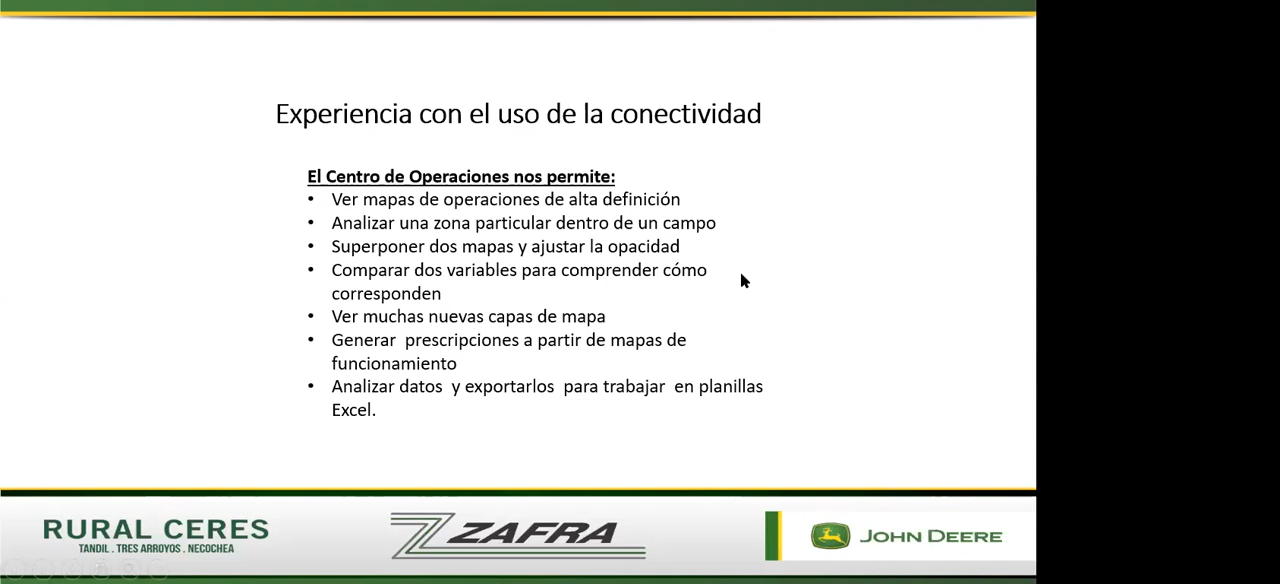 Experiencia con el uso de la conectividad
El Centro de Operaciones nos permite:
• Ver mapas de operaciones de alta definición
• Analizar una zona particular dentro de un campo
• Superponer dos mapas y ajustar la opacidad
• Comparar dos variables para comprender cómo
corresponden
• Ver muchas nuevas capas de mapa
• Generar prescripciones a partir de mapas de
funcionamiento
• Analizar datos y exportarlos para trabajar en planillas
Excel.
RURAL CERES
TANDIL . TRES ARROYOS . NECOCHEA
ZAFRA
JOHN DEERE